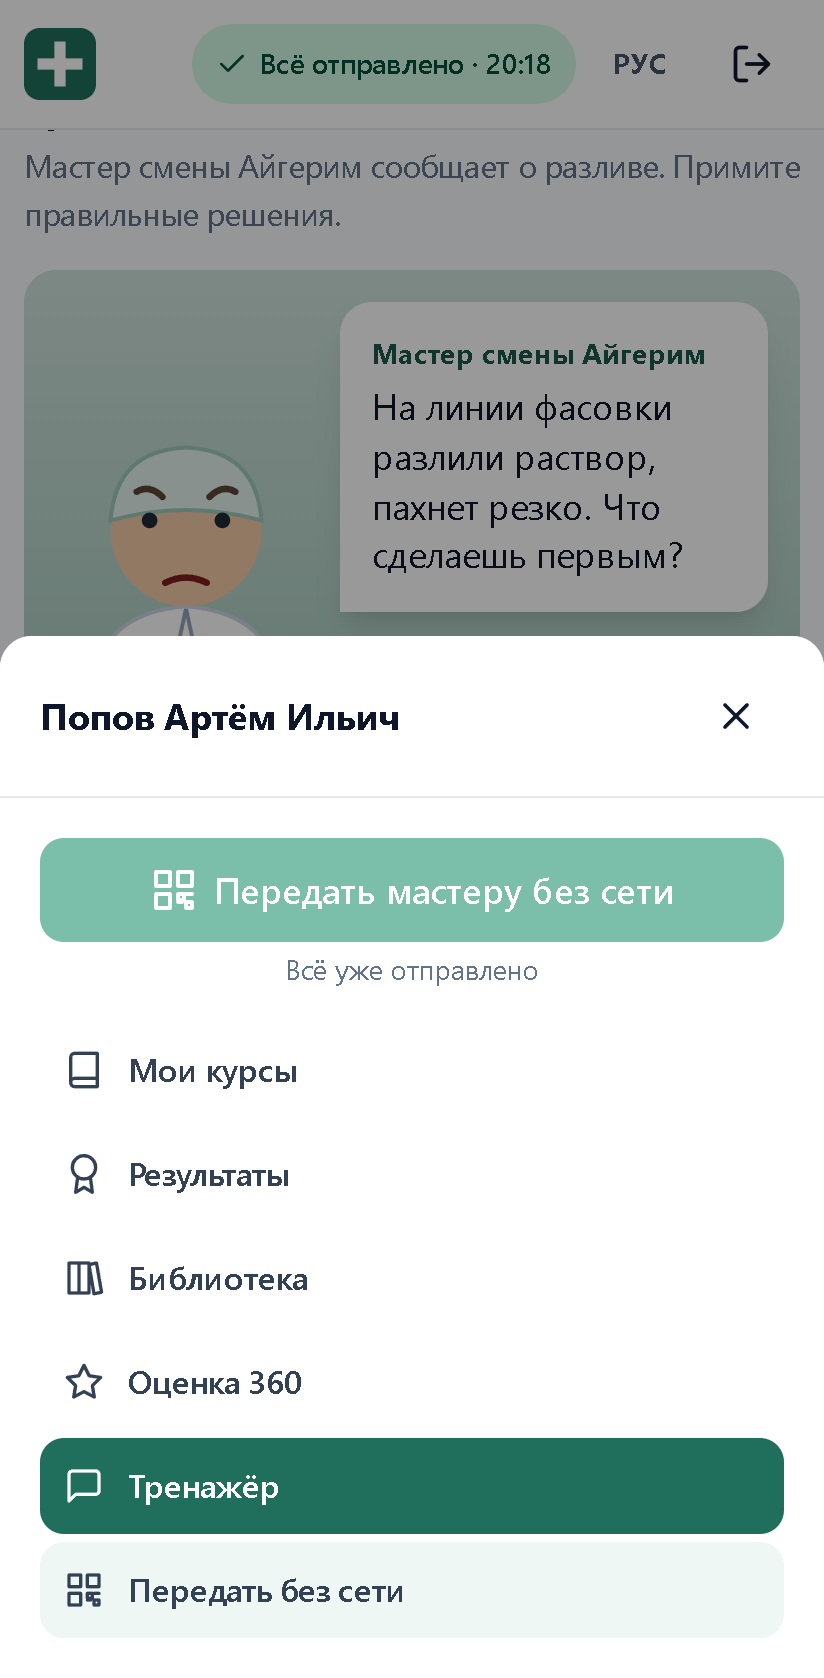 Всё отправлено · 20:18
РУС
Мастер смены Айгерим сообщает о разливе. Примите
правильные решения.
Мастер смены Айгерим
На линии фасовки
разлили раствор,
пахнет резко. Что
сделаешь первым?
Попов Артём Ильич
Передать мастеру без сети
Всё уже отправлено
Мои курсы
Результаты
Библиотека
Оценка 360
Тренажёр
Передать без сети